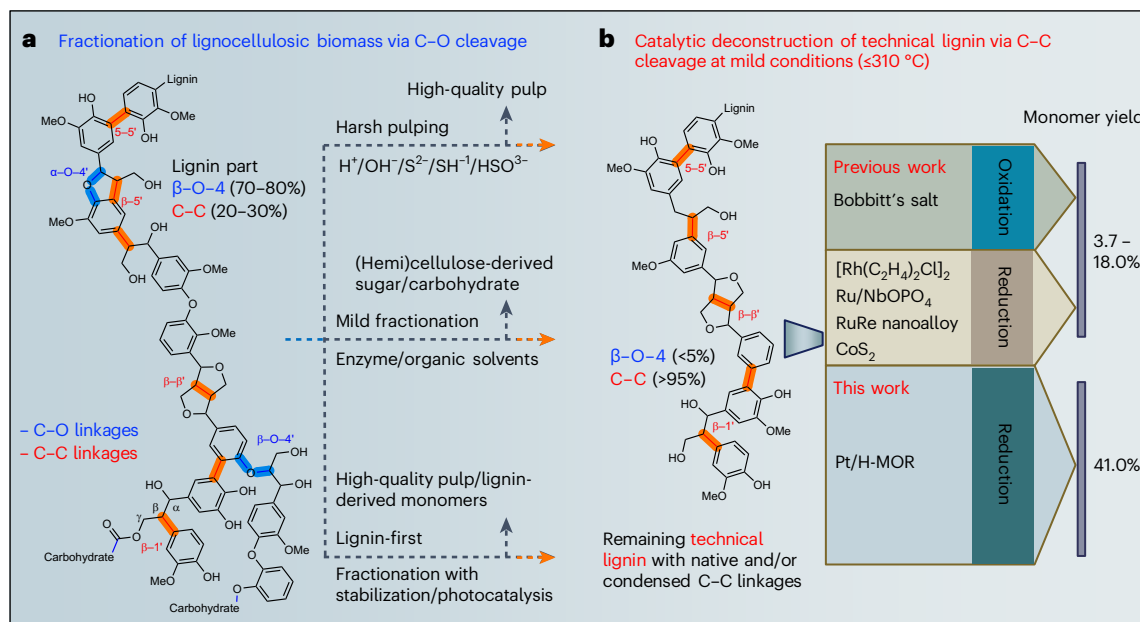 a Fractionation of lignocellulosic biomass via C–O cleavage
Lignin
HO
OMe
MeO
OH
5–5′
α–O–4′
O
OH
β–5′
MeO
OH
OH
OMe
O
OMe
O
β–β′
O
β–O–4′
OH
O
HO
β
α
OH
OH
OH
γ
O
O
Carbohydrate
β–1′
OMe
O
MeO
OH
O
Carbohydrate
Lignin part
β–O–4 (70–80%)
C–C (20–30%)
– C–O linkages
– C–C linkages
High-quality pulp
Harsh pulping
H⁺/OH⁻/S²⁻/SH⁻¹/HSO³⁻
(Hemi)cellulose-derived
sugar/carbohydrate
Mild fractionation
Enzyme/organic solvents
High-quality pulp/lignin-
derived monomers
Lignin-first
Fractionation with
stabilization/photocatalysis
b Catalytic deconstruction of technical lignin via C–C
cleavage at mild conditions (≤310 °C)
Lignin
OH
OMe
MeO
OH
5–5′
OH
β–5′
MeO
O
β–β′
O
β–O–4 (<5%)
C–C (>95%)
OH
HO
OMe
β–1′
HO
OH
MeO
Remaining technical
lignin with native and/or
condensed C–C linkages
Monomer yield
Previous work
Bobbitt’s salt
Oxidation
[Rh(C₂H₄)₂Cl]₂
Ru/NbOPO₄
RuRe nanoalloy
CoS₂
Reduction
3.7 –
18.0%
This work
Pt/H-MOR
Reduction
41.0%